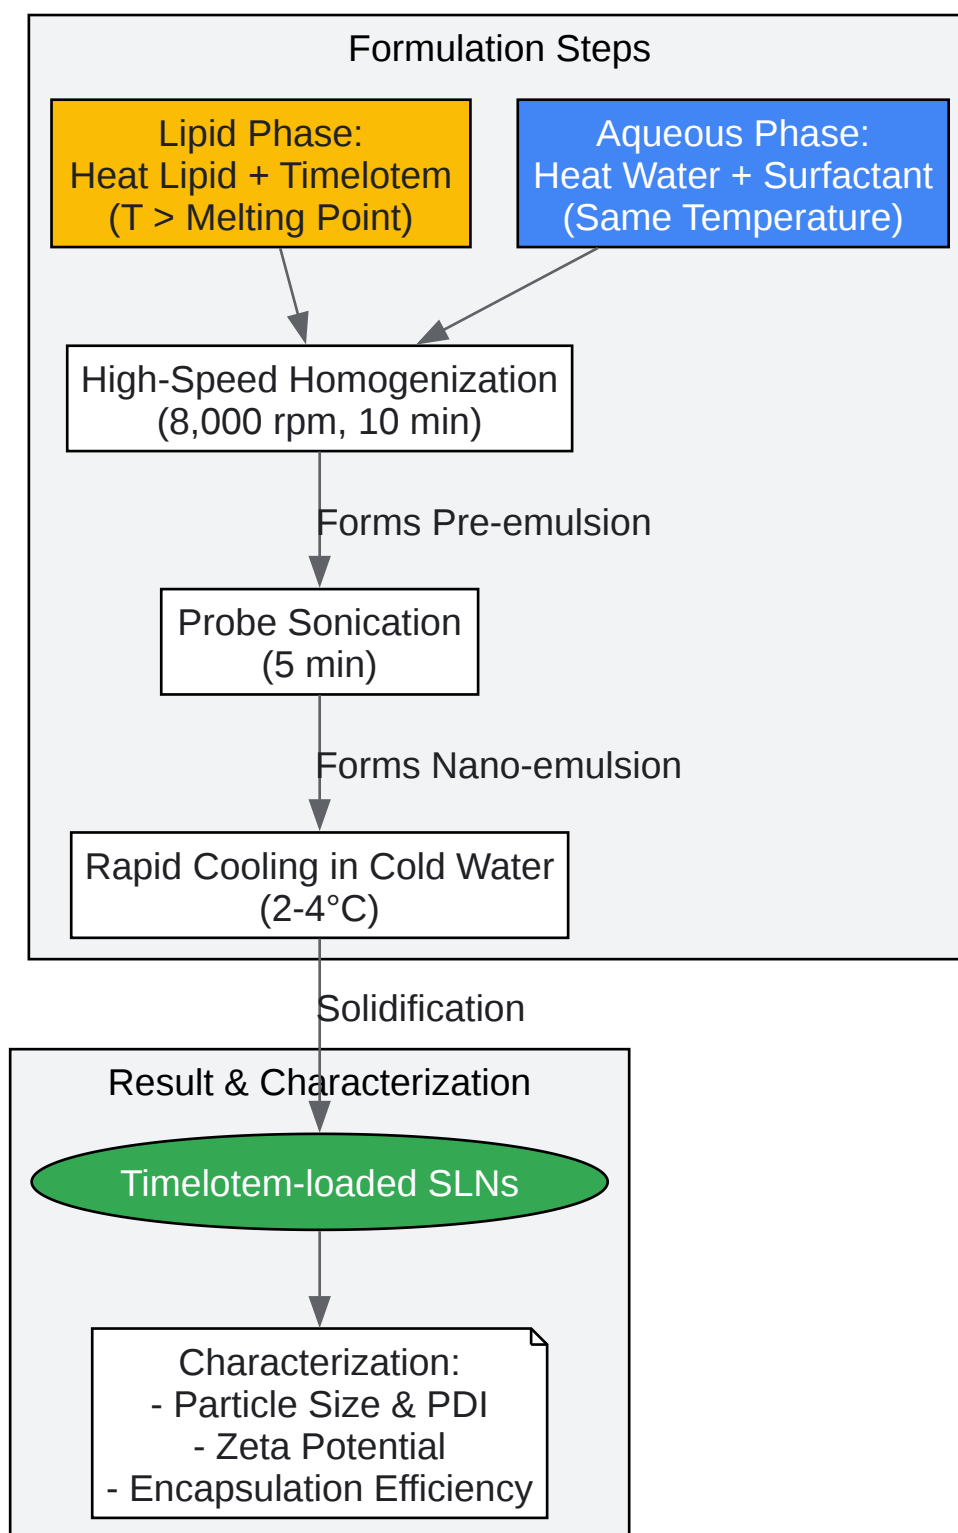 Formulation Steps
Lipid Phase:
Heat Lipid + Timelotem
(T > Melting Point)
Aqueous Phase:
Heat Water + Surfactant
(Same Temperature)
High-Speed Homogenization
(8,000 rpm, 10 min)
Forms Pre-emulsion
Probe Sonication
(5 min)
Forms Nano-emulsion
Rapid Cooling in Cold Water
(2-4°C)
Solidification
Result & Characterization
Timelotem-loaded SLNs
Characterization:
- Particle Size & PDI
- Zeta Potential
- Encapsulation Efficiency